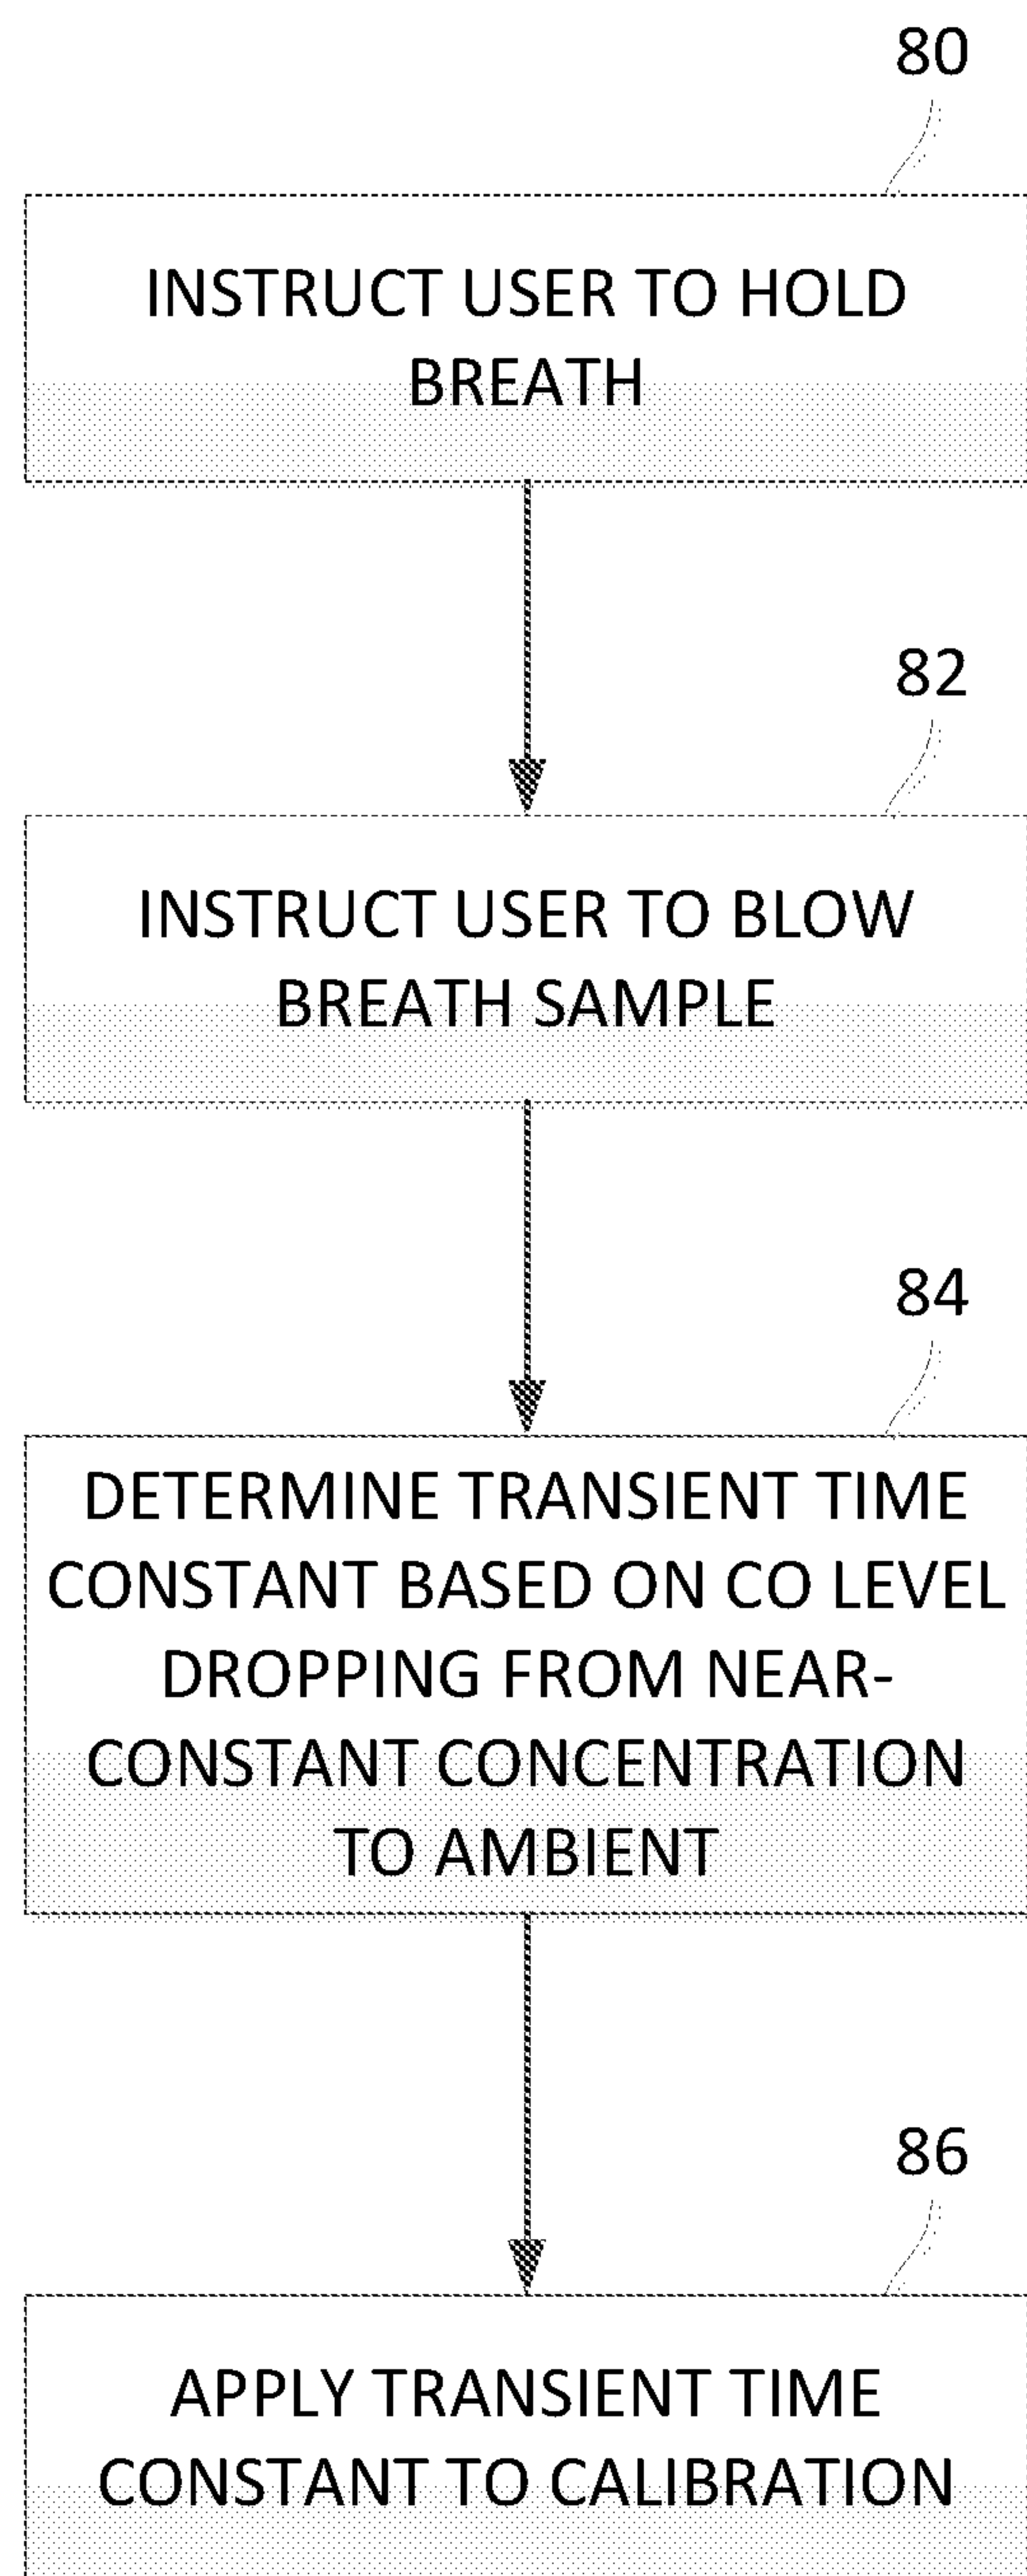 80
INSTRUCT USER TO HOLD
BREATH
82
INSTRUCT USER TO BLOW
BREATH SAMPLE
84
DETERMINE TRANSIENT TIME
CONSTANT BASED ON CO LEVEL
DROPPING FROM NEAR-
CONSTANT CONCENTRATION
TO AMBIENT
86
APPLY TRANSIENT TIME
CONSTANT TO CALIBRATION